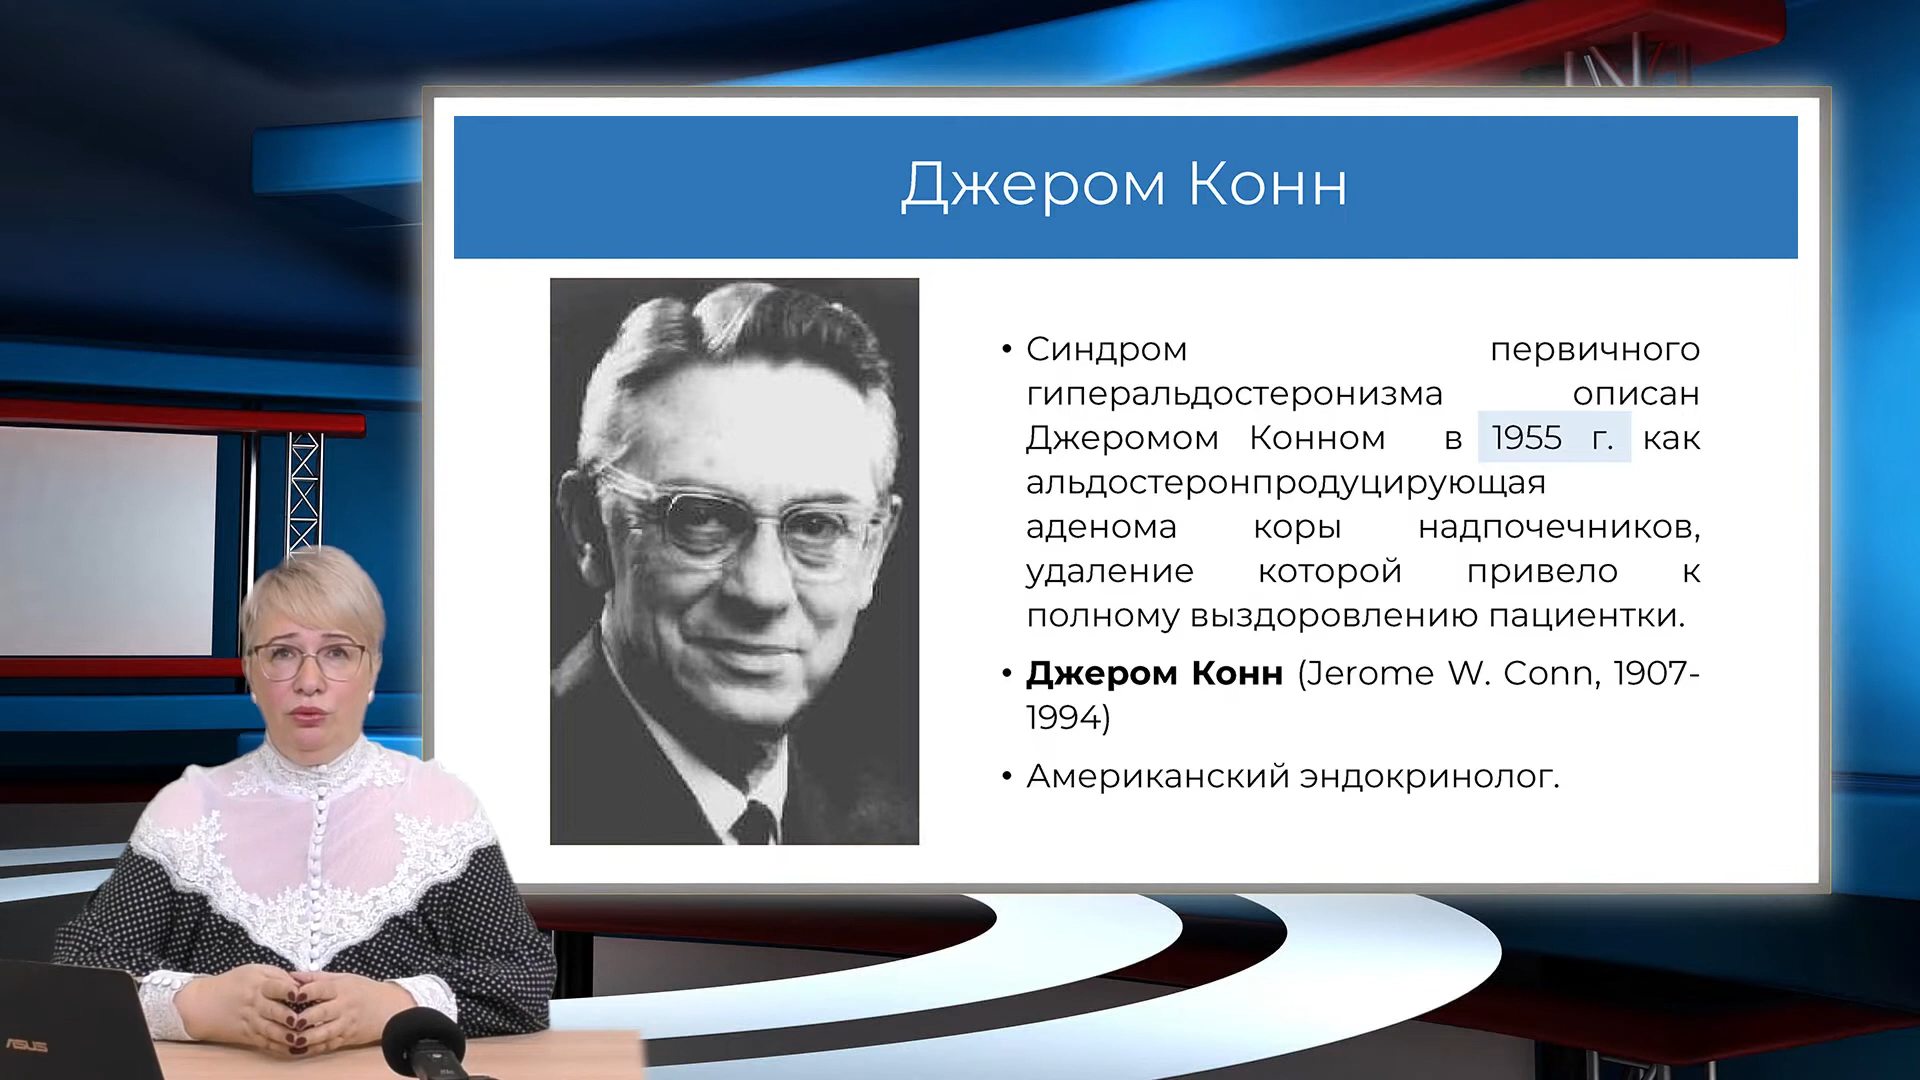 Джером Конн
• Синдром первичного
гиперальдостеронизма описан
Джеромом Конном в 1955 г. как
альдостеронпродуцирующая
аденома коры надпочечников,
удаление которой привело к
полному выздоровлению пациентки.
• Джером Конн (Jerome W. Conn, 1907-
1994)
• Американский эндокринолог.
ASUS